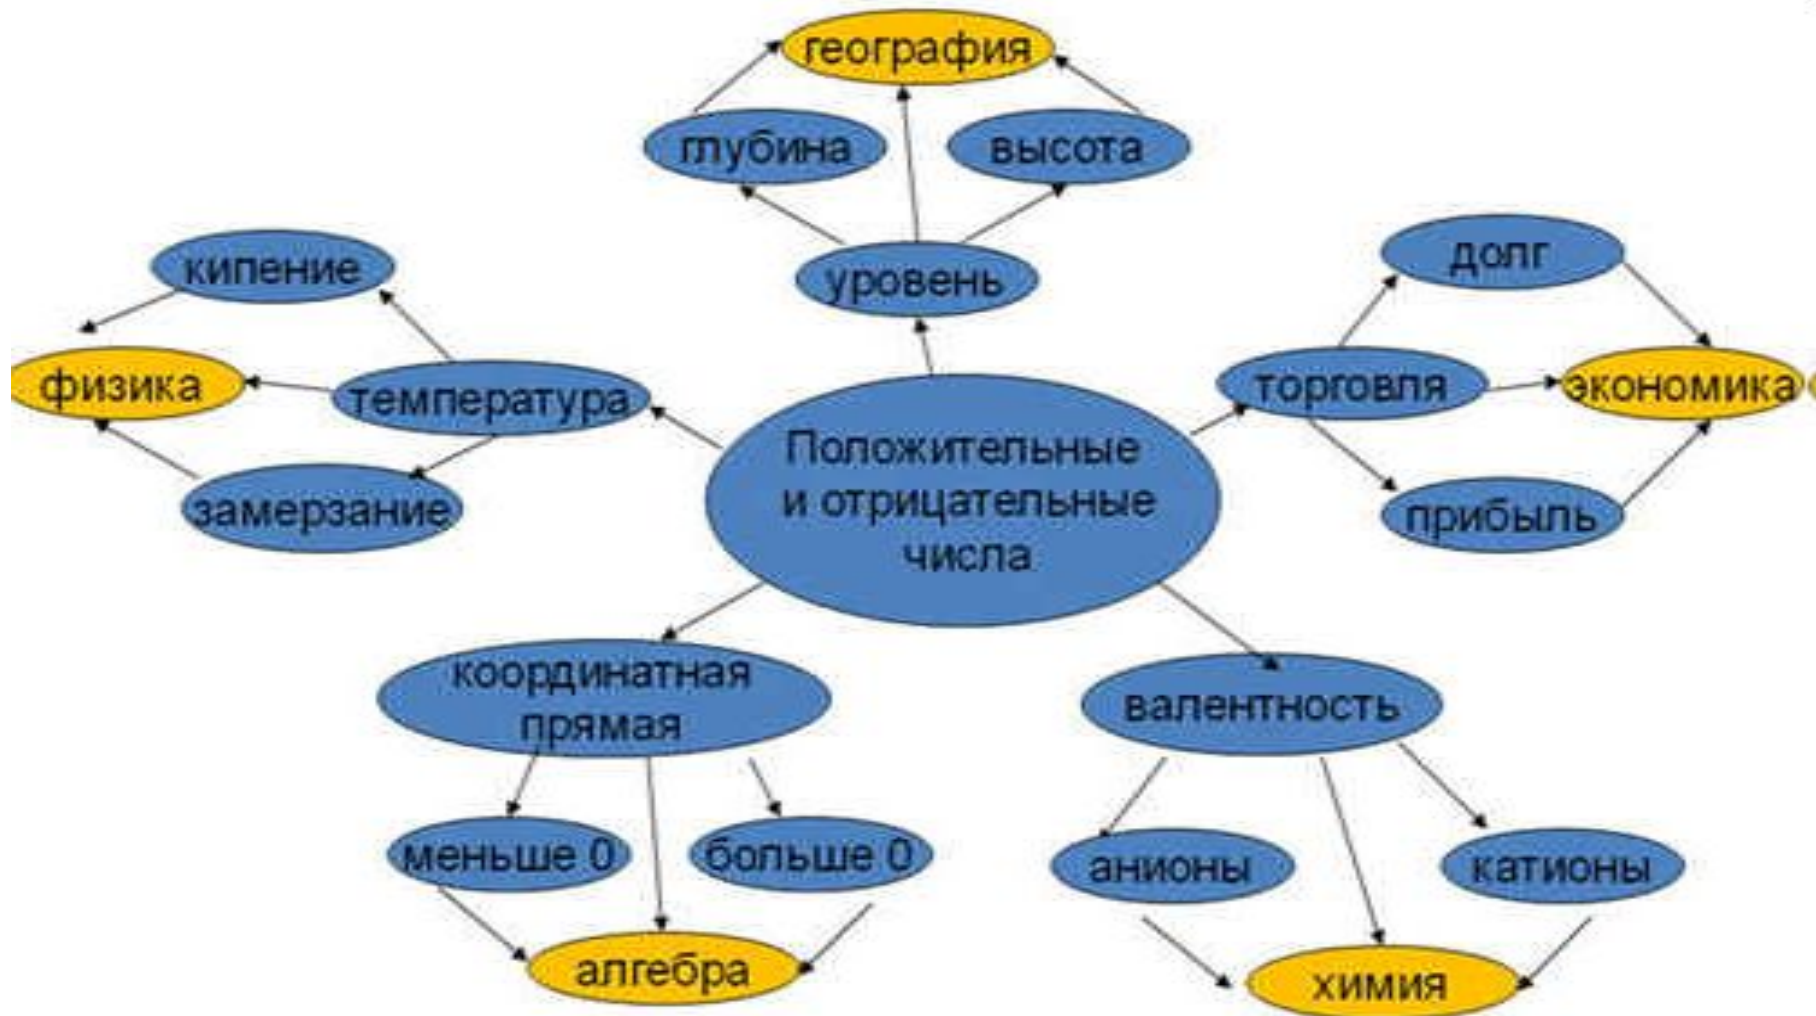 география
глубина
высота
уровень
кипение
физика
температура
замерзание
долг
торговля
экономика
прибыль
Положительные
и отрицательные
числа
координатная
прямая
меньше 0
больше 0
алгебра
валентность
анионы
катионы
химия